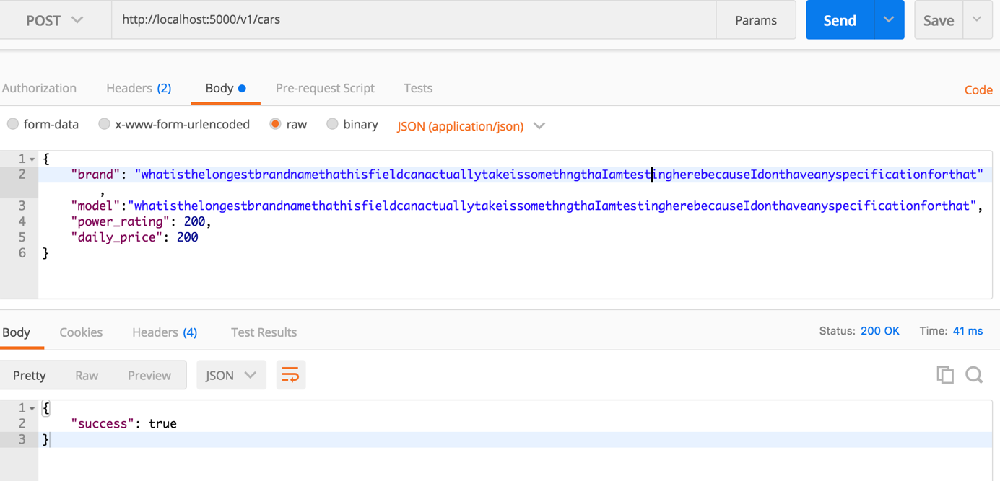 POST http://localhost:5000/v1/cars Params Send Save
Authorization Headers (2) Body Pre-request Script Tests Code
form-data x-www-form-urlencoded raw binary JSON (application/json)
1 {
2 "brand": "whatisthelongestbrandnamethathisfieldcanactuallytakeissomethngthaIamtestingherebecauseIdonthaveanyspecificationforthat"
,
3 "model":"whatisthelongestbrandnamethathisfieldcanactuallytakeissomethngthaIamtestingherebecauseIdonthaveanyspecificationforthat",
4 "power_rating": 200,
5 "daily_price": 200
6 }
Body Cookies Headers (4) Test Results Status: 200 OK Time: 41 ms
Pretty Raw Preview JSON
1 {
2 "success": true
3 }